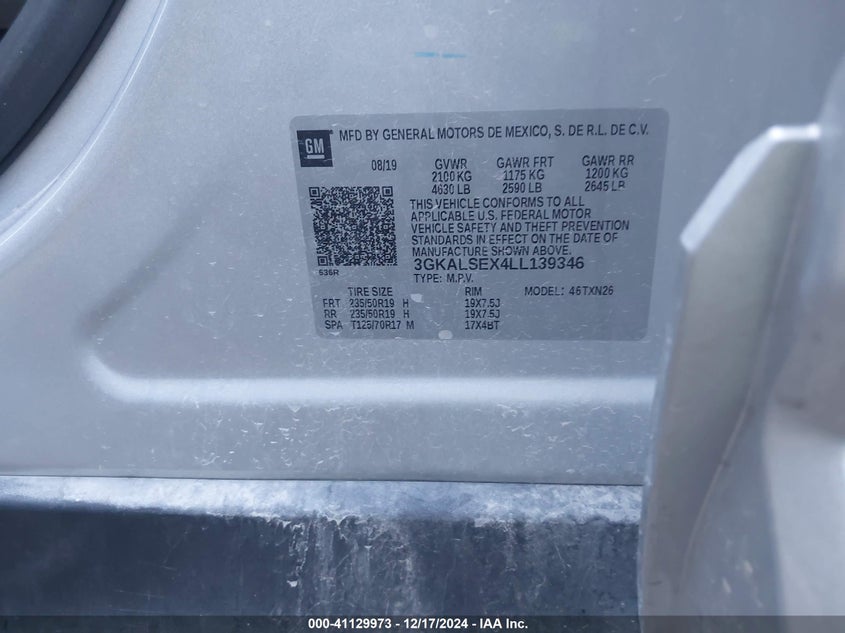 GM
MFD BY GENERAL MOTORS DE MEXICO, S. DE R.L. DE C.V.
08/19 GVWR GAWR FRT GAWR RR
2100 KG 1175 KG 1200 KG
4630 LB 2590 LB 2645 LB
THIS VEHICLE CONFORMS TO ALL
APPLICABLE U.S. FEDERAL MOTOR
VEHICLE SAFETY AND THEFT PREVENTION
STANDARDS IN EFFECT ON THE DATE OF
MANUFACTURE SHOWN ABOVE.
3GKALSEX4LL139346
TYPE: M.P.V.
535R
TIRE SIZE RIM MODEL: 46TXN26
FRT 235/50R19 H 19X7.5J
RR 235/50R19 H 19X7.5J
SPA T125/70R17 M 17X4BT
000-41129973 - 12/17/2024 - IAA Inc.